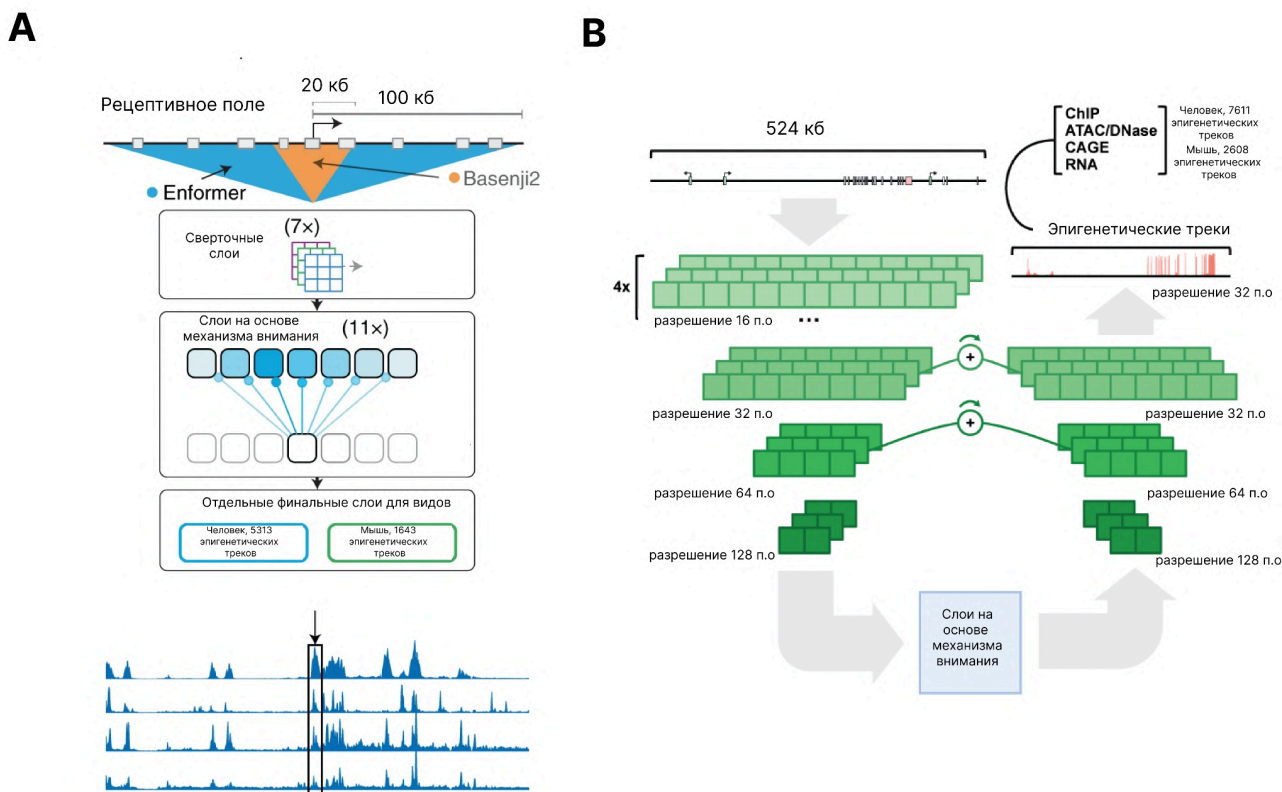 A
20 кб
Рецептивное поле
100 кб
Enformer
Basenji2
(7×)
Сверточные
слои
Слои на основе
механизма внимания
(11×)
Отдельные финальные слои для видов
Человек, 5313
эпигенетических
треков
Мышь, 1643
эпигенетических
треков
B
524 кб
ChIP
ATAC/DNase
CAGE
RNA
Человек, 7611
эпигенетических
треков
Мышь, 2608
эпигенетических
треков
Эпигенетические треки
разрешение 32 п.о
4x
разрешение 16 п.о
...
+
разрешение 32 п.о
разрешение 32 п.о
+
разрешение 64 п.о
разрешение 64 п.о
разрешение 128 п.о
разрешение 128 п.о
Слои на
основе
механизма
внимания